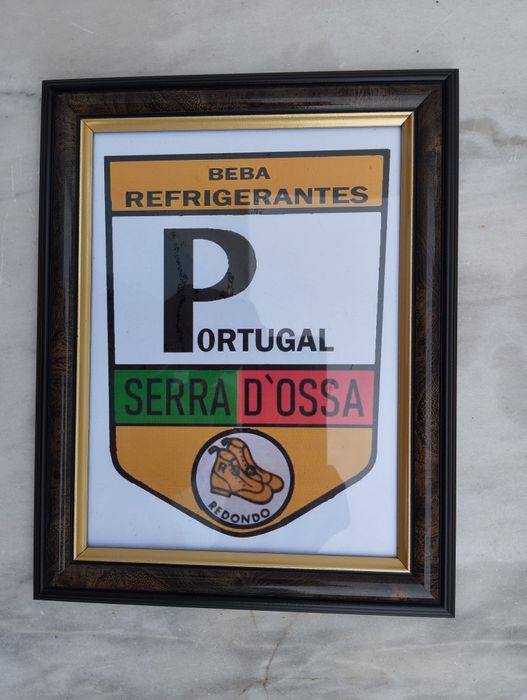 BEBA
REFRIGERANTES
PORTUGAL
SERRA D`OSSA
REDONDO